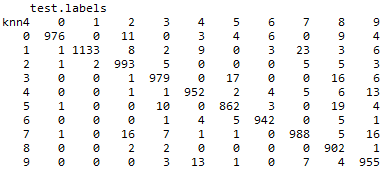 test.labels
knn4 0 1 2 3 4 5 6 7 8 9
0 976 0 11 0 3 4 6 0 9 4
1 1 1133 8 2 9 0 3 23 3 6
2 1 2 993 5 0 0 0 5 5 3
3 0 0 1 979 0 17 0 0 16 6
4 0 0 1 1 952 2 4 5 6 13
5 1 0 0 10 0 862 3 0 19 4
6 0 0 0 1 4 5 942 0 5 1
7 1 0 16 7 1 1 0 988 5 16
8 0 0 2 2 0 0 0 0 902 1
9 0 0 0 3 13 1 0 7 4 955